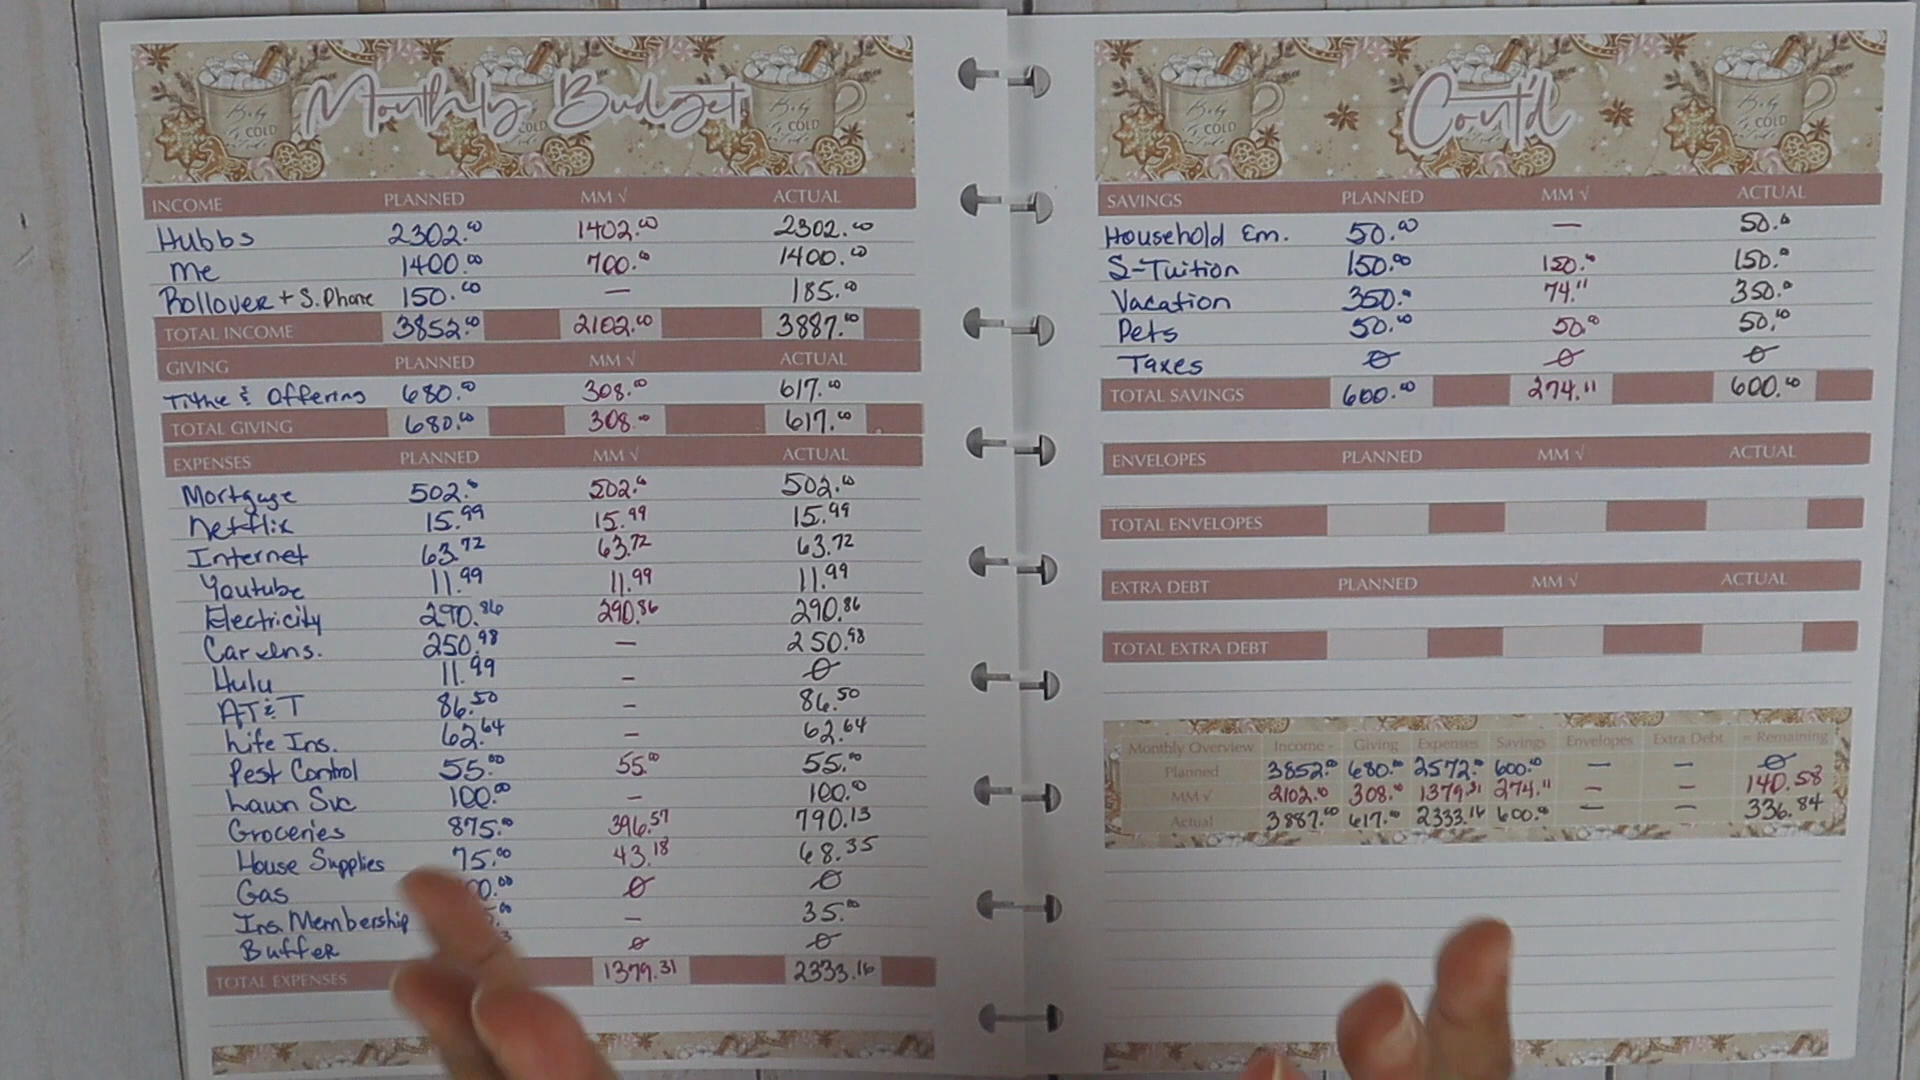 Monthly Budget
INCOME PLANNED MM √ ACTUAL
Hubbs 2302.00 1402.00 2302.00
Me 1400.00 700.00 1400.00
Rollover + S. Phone 150.00 — 185.00
TOTAL INCOME 3852.00 2102.00 3887.00
GIVING PLANNED MM √ ACTUAL
Tithe & Offering 680.00 308.00 617.00
TOTAL GIVING 680.00 308.00 617.00
EXPENSES PLANNED MM √ ACTUAL
Mortgage 502.00 502.00 502.00
Netflix 15.99 15.99 15.99
Internet 63.72 63.72 63.72
Youtube 11.99 11.99 11.99
Electricity 290.86 290.86 290.86
Car Ins. 250.98 — 250.98
Hulu 11.99 — 0
AT&T 86.50 — 86.50
Life Ins. 62.64 — 62.64
Pest Control 55.00 55.00 55.00
Lawn Svc 100.00 — 100.00
Groceries 875.00 396.57 790.13
House Supplies 75.00 43.18 68.35
Gas 00.00 0 0
Ins Membership 5.00 — 35.00
Buffer 0 0
TOTAL EXPENSES 1379.31 2333.16
Cont'd
SAVINGS PLANNED MM √ ACTUAL
Household Em. 50.00 — 50.00
S-Tuition 150.00 150.00 150.00
Vacation 350.00 74.11 350.00
Pets 50.00 50.00 50.00
Taxes 0 0 0
TOTAL SAVINGS 600.00 274.11 600.00
ENVELOPES PLANNED MM √ ACTUAL
TOTAL ENVELOPES
EXTRA DEBT PLANNED MM √ ACTUAL
TOTAL EXTRA DEBT
Monthly Overview Income - Giving Expenses Savings Envelopes Extra Debt = Remaining
Planned 3852.00 680.00 2572.00 600.00 — — 0
MM √ 2102.00 308.00 1379.31 274.11 — — 140.58
Actual 3887.00 617.00 2333.16 600.00 — — 336.84